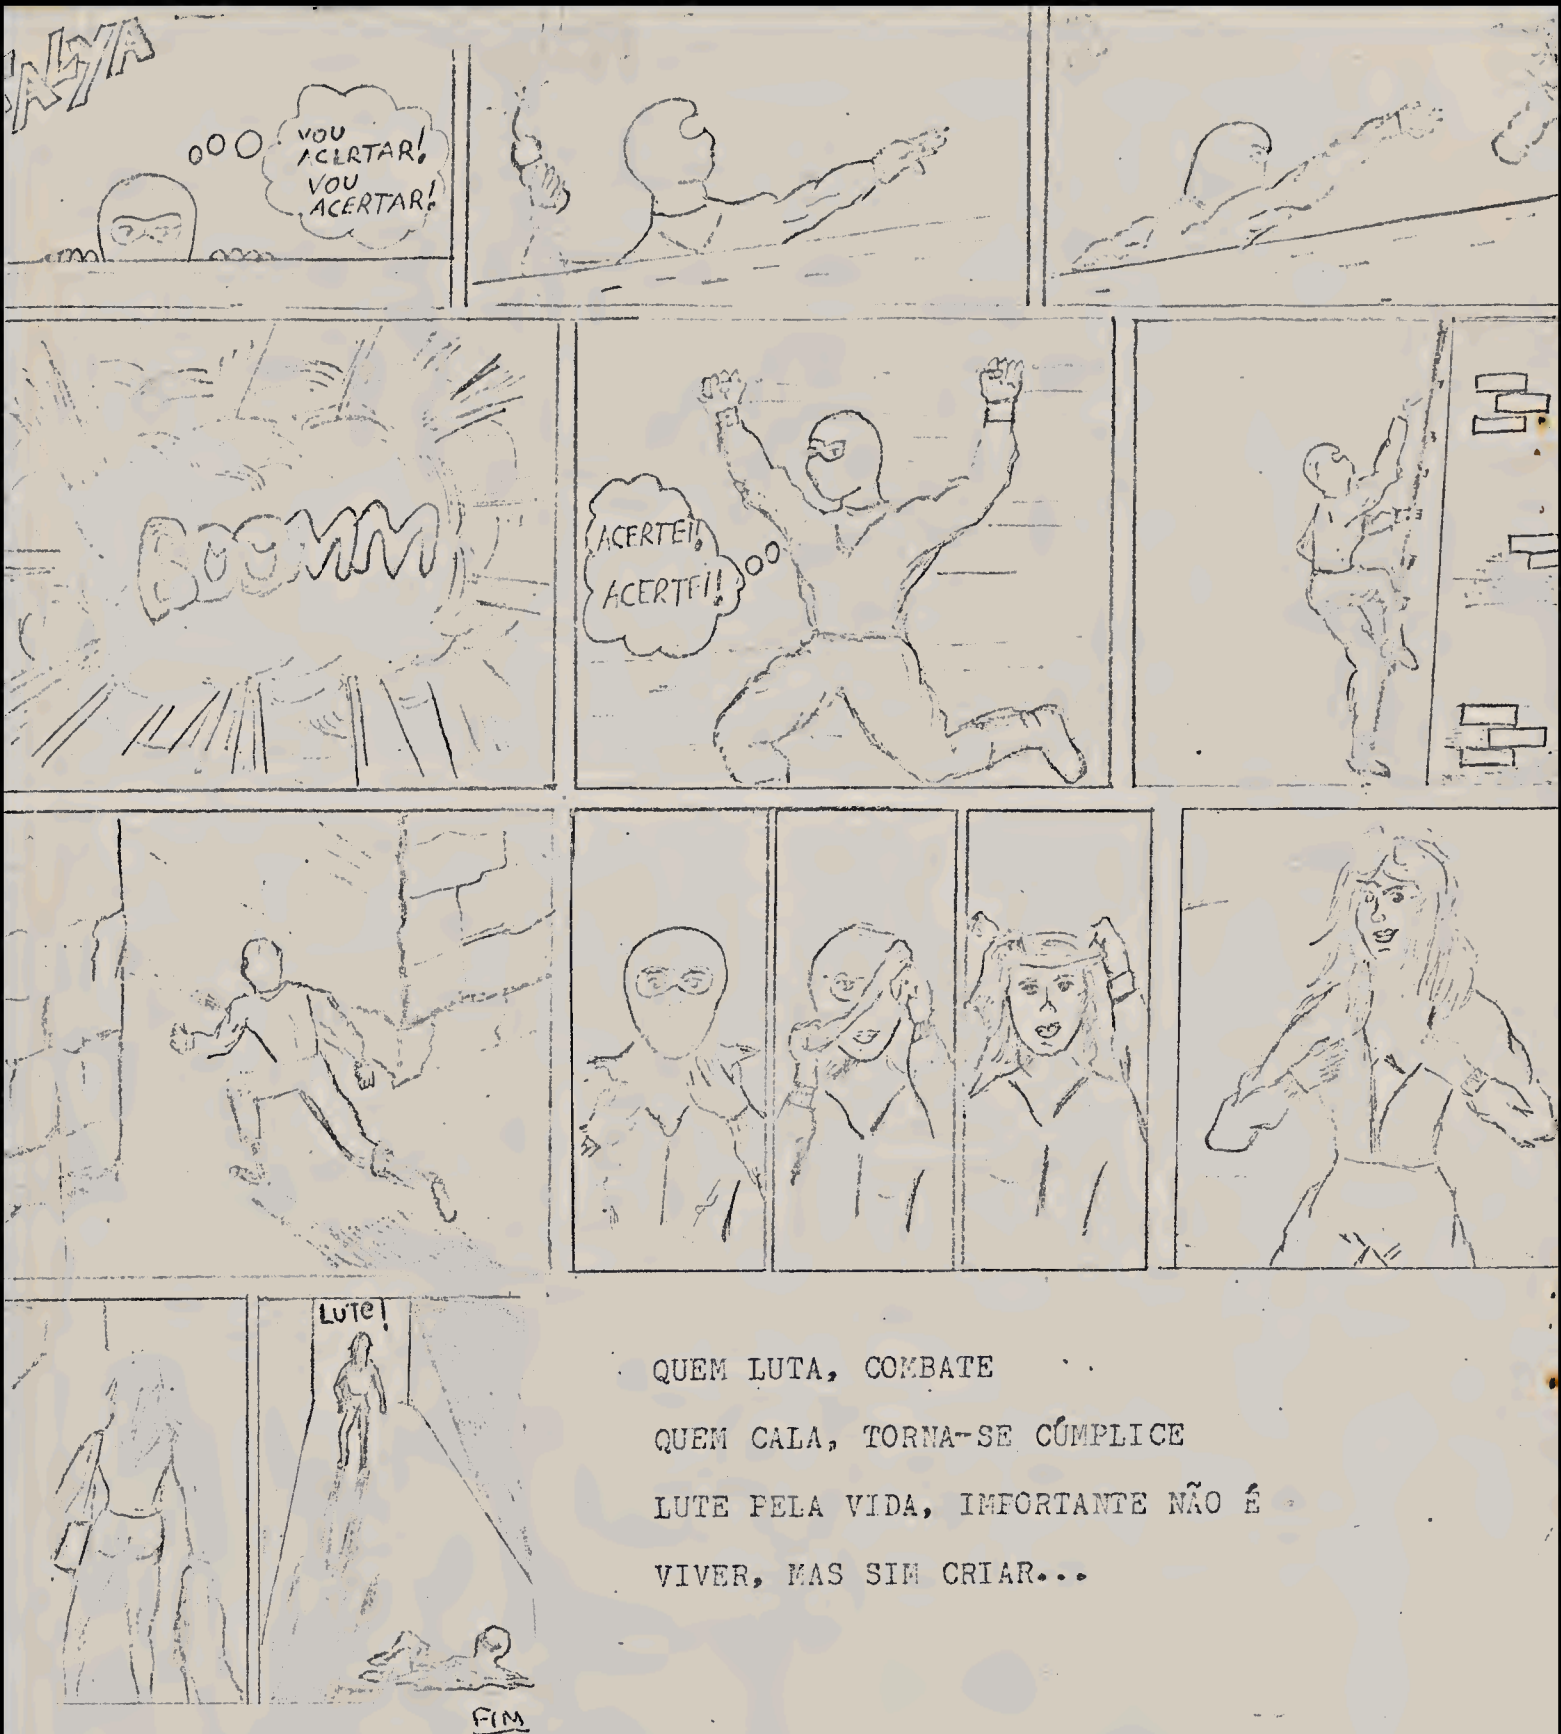 VOU
ACERTAR!
VOU
ACERTAR!
BOOMM
ACERTEI!
ACERTEI!
LUTE!
QUEM LUTA, COMBATE
QUEM CALA, TORNA-SE CÚMPLICE
LUTE PELA VIDA, IMPORTANTE NÃO É
VIVER, MAS SIM CRIAR...
FIM